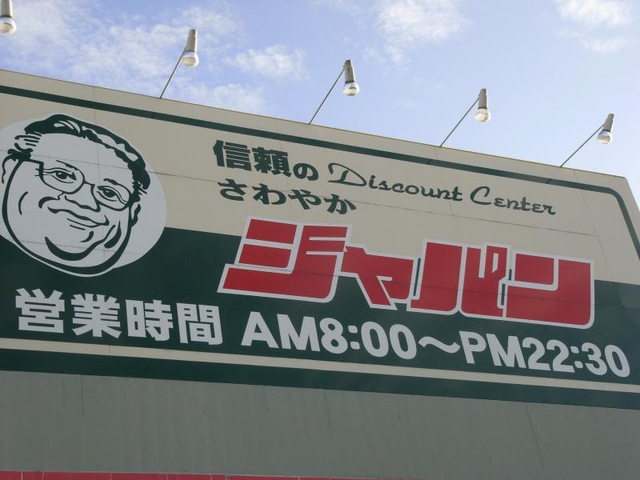 信頼の Discount Center
さわやか
ジャパン
営業時間 AM8:00〜PM22:30